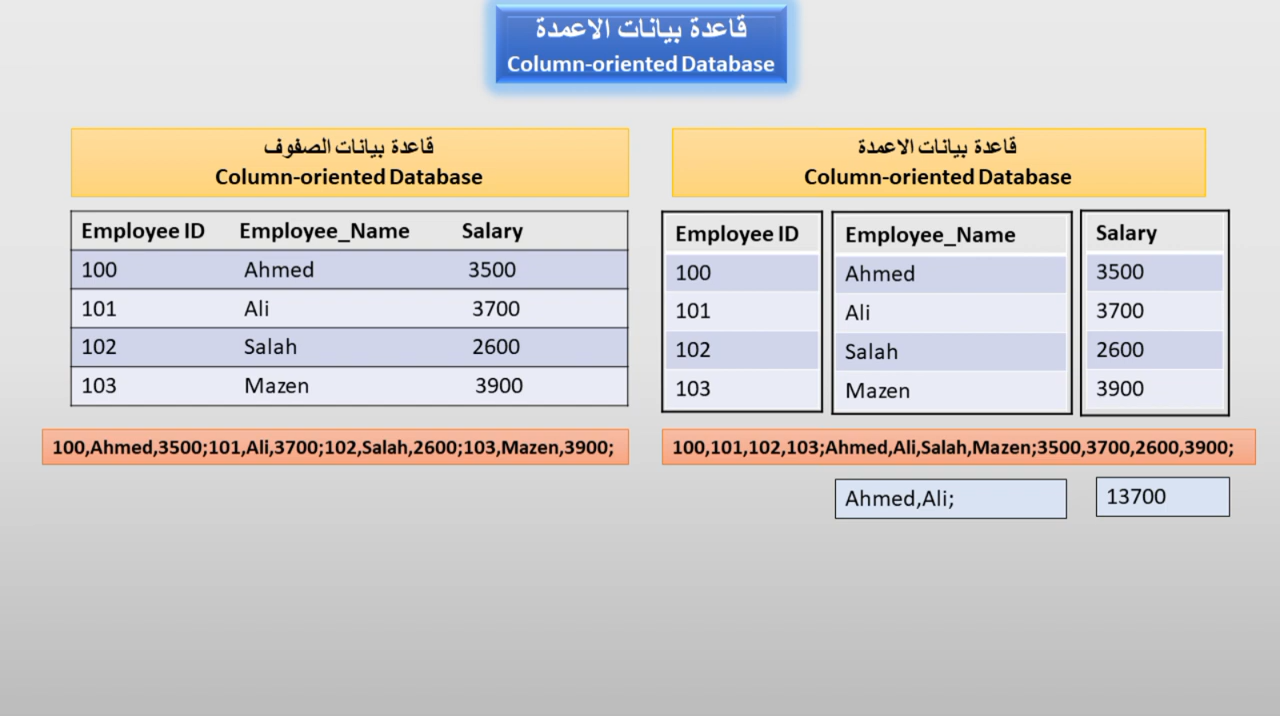 قاعدة بيانات الاعمدة
Column-oriented Database
قاعدة بيانات الصفوف
Column-oriented Database
Employee ID Employee_Name Salary
100 Ahmed 3500
101 Ali 3700
102 Salah 2600
103 Mazen 3900
100,Ahmed,3500;101,Ali,3700;102,Salah,2600;103,Mazen,3900;
قاعدة بيانات الاعمدة
Column-oriented Database
Employee ID Employee_Name Salary
100 Ahmed 3500
101 Ali 3700
102 Salah 2600
103 Mazen 3900
100,101,102,103;Ahmed,Ali,Salah,Mazen;3500,3700,2600,3900;
Ahmed,Ali; 13700